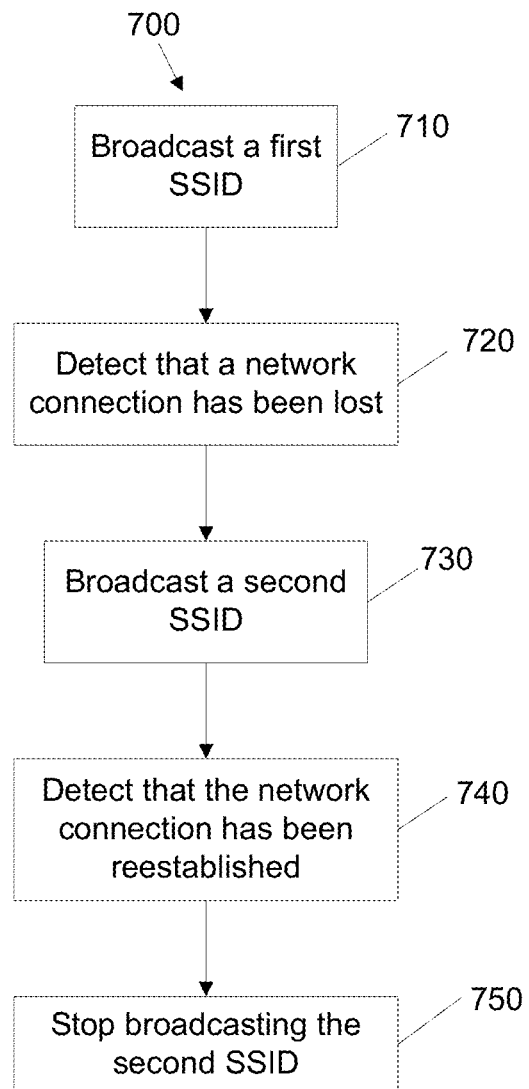 700
Broadcast a first
SSID
710
Detect that a network
connection has been lost
720
Broadcast a second
SSID
730
Detect that the network
connection has been
reestablished
740
Stop broadcasting the
second SSID
750